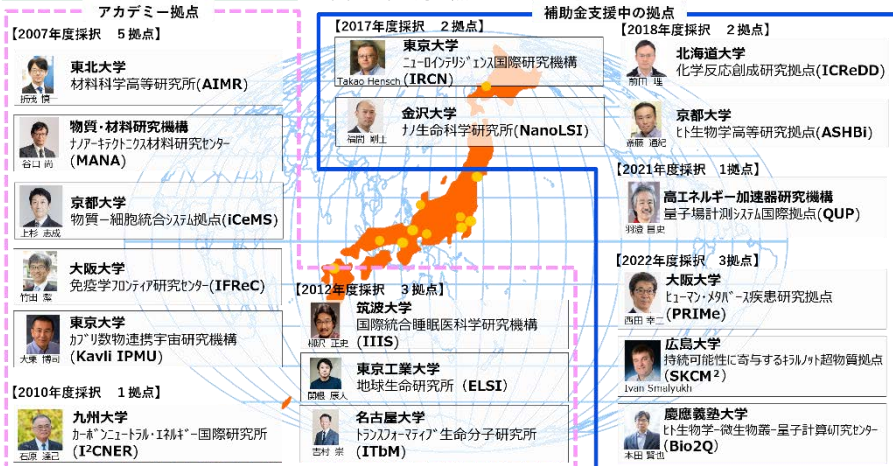 アカデミー拠点
【2007年度採択 5拠点】
東北大学
材料科学高等研究所(AIMR)
折茂 慎一
物質・材料研究機構
ナノアーキテクトニクス材料研究センター
(MANA)
谷口 尚
京都大学
物質－細胞統合システム拠点(iCeMS)
上杉 志成
大阪大学
免疫学フロンティア研究センター(IFReC)
竹田 潔
東京大学
カブリ数物連携宇宙研究機構
(Kavli IPMU)
大栗 博司
【2010年度採択 1拠点】
九州大学
カーボンニュートラル・エネルギー国際研究所
(I²CNER)
石原 達己
【2012年度採択 3拠点】
筑波大学
国際統合睡眠医科学研究機構
(IIIS)
柳沢 正史
東京工業大学
地球生命研究所 (ELSI)
関根 康人
名古屋大学
トランスフォーマティブ生命分子研究所
(ITbM)
吉村 崇
補助金支援中の拠点
【2017年度採択 2拠点】
東京大学
ニューロインテリジェンス国際研究機構
(IRCN)
Takao Hensch
金沢大学
ナノ生命科学研究所(NanoLSI)
福間 剛士
【2018年度採択 2拠点】
北海道大学
化学反応創成研究拠点(ICReDD)
前田 理
京都大学
ヒト生物学高等研究拠点(ASHBi)
斎藤 通紀
【2021年度採択 1拠点】
高エネルギー加速器研究機構
量子場計測システム国際拠点(QUP)
羽澄 昌史
【2022年度採択 3拠点】
大阪大学
ヒューマン・メタバース疾患研究拠点
(PRIMe)
西田 幸二
広島大学
持続可能性に寄与するキラルノット超物質拠点
(SKCM²)
Ivan Smalyukh
慶應義塾大学
ヒト生物学-微生物叢-量子計算研究センター
(Bio2Q)
本田 賢也